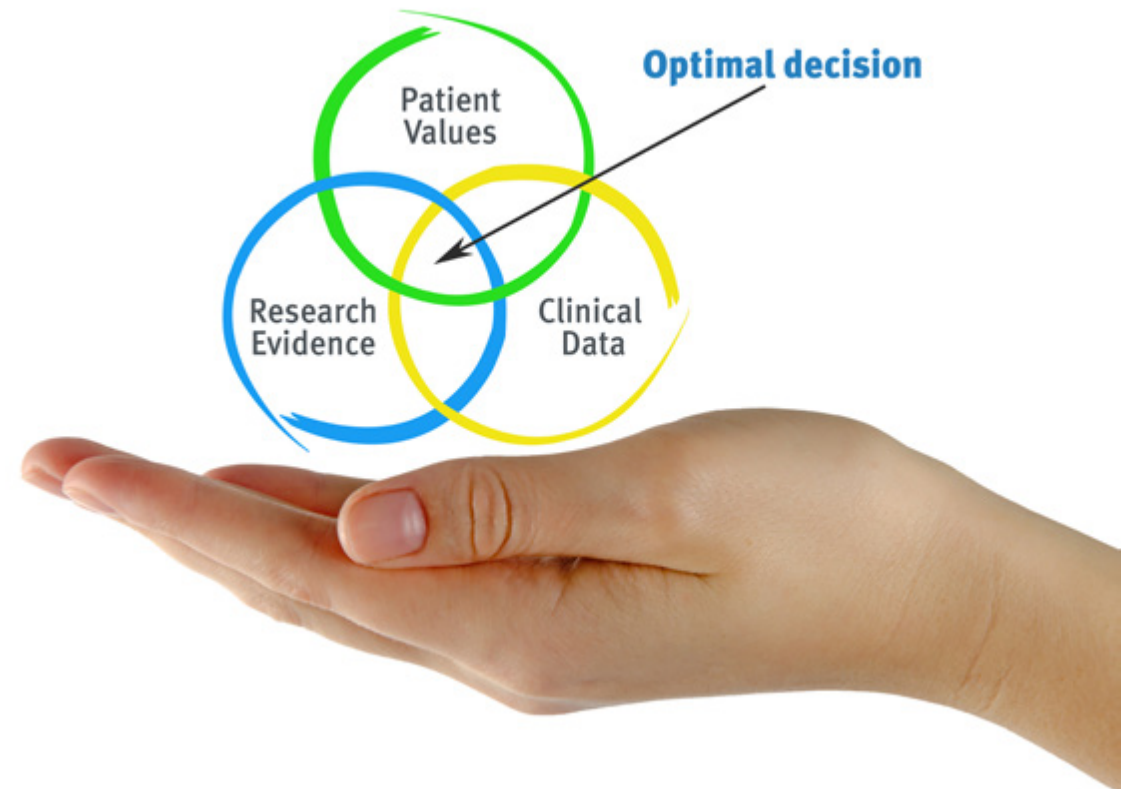 Optimal decision
Patient
Values
Research
Evidence
Clinical
Data